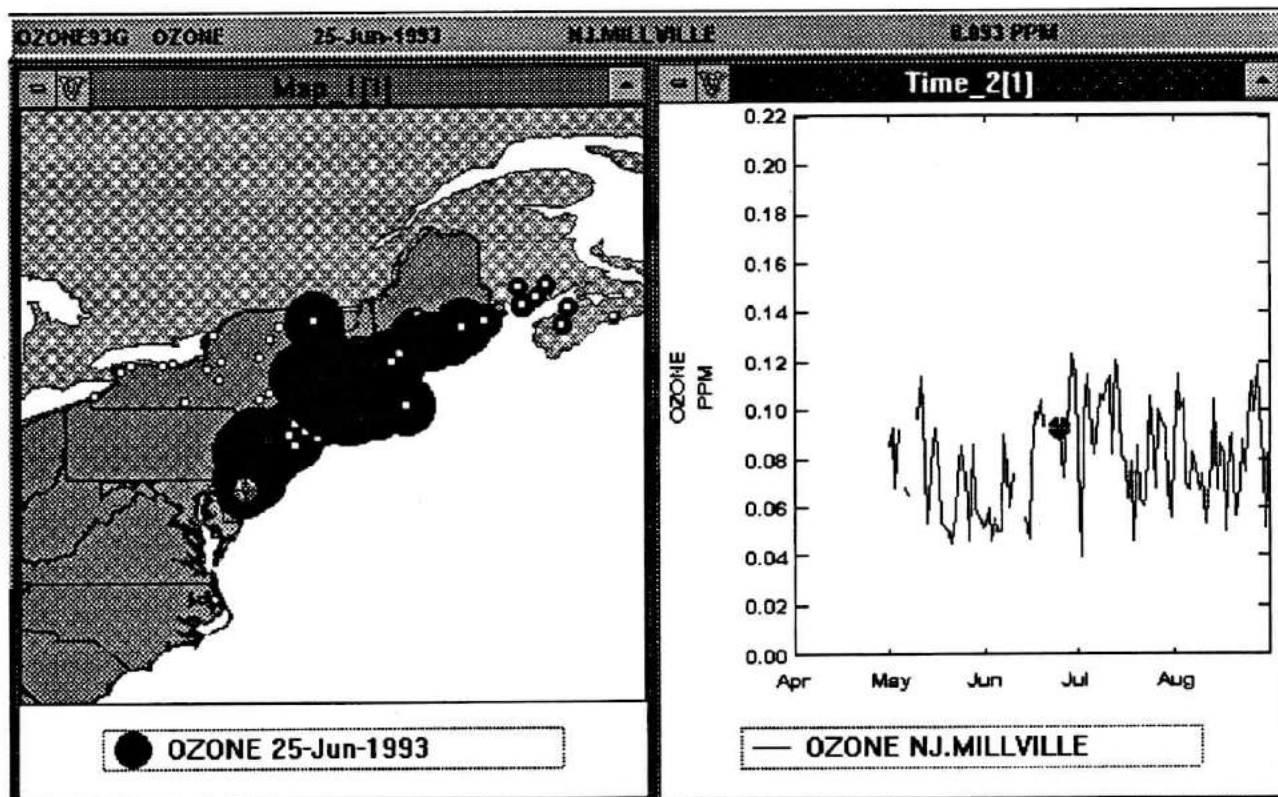 OZONE93G OZONE 25-Jun-1993 NJ.MILLVILLE 0.093 PPM
Map_1[1]
Time_2[1]
0.22
0.20
0.18
0.16
0.14
0.12
0.10
0.08
0.06
0.04
0.02
0.00
OZONE
PPM
Apr May Jun Jul Aug
OZONE 25-Jun-1993
OZONE NJ.MILLVILLE